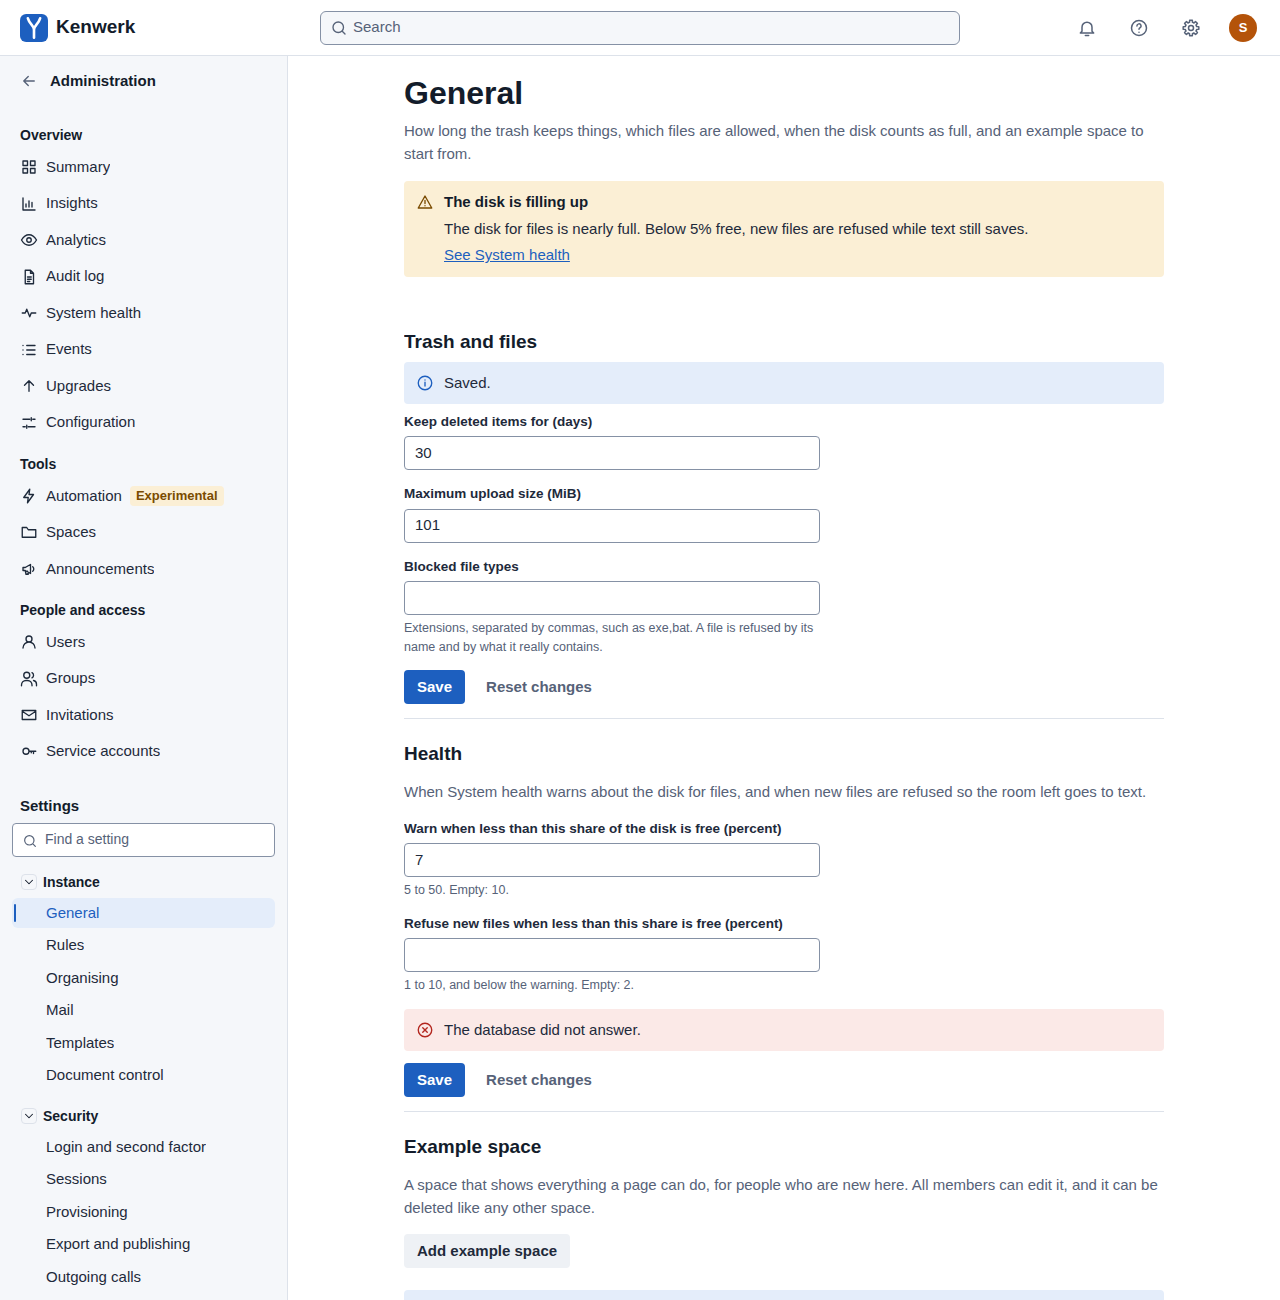 Kenwerk
Search
S
Administration
Overview
Summary
Insights
Analytics
Audit log
System health
Events
Upgrades
Configuration
Tools
Automation Experimental
Spaces
Announcements
People and access
Users
Groups
Invitations
Service accounts
Settings
Find a setting
Instance
General
Rules
Organising
Mail
Templates
Document control
Security
Login and second factor
Sessions
Provisioning
Export and publishing
Outgoing calls
General
How long the trash keeps things, which files are allowed, when the disk counts as full, and an example space to
start from.
The disk is filling up
The disk for files is nearly full. Below 5% free, new files are refused while text still saves.
See System health
Trash and files
Saved.
Keep deleted items for (days)
30
Maximum upload size (MiB)
101
Blocked file types
Extensions, separated by commas, such as exe,bat. A file is refused by its
name and by what it really contains.
Save Reset changes
Health
When System health warns about the disk for files, and when new files are refused so the room left goes to text.
Warn when less than this share of the disk is free (percent)
7
5 to 50. Empty: 10.
Refuse new files when less than this share is free (percent)
1 to 10, and below the warning. Empty: 2.
The database did not answer.
Save Reset changes
Example space
A space that shows everything a page can do, for people who are new here. All members can edit it, and it can be
deleted like any other space.
Add example space